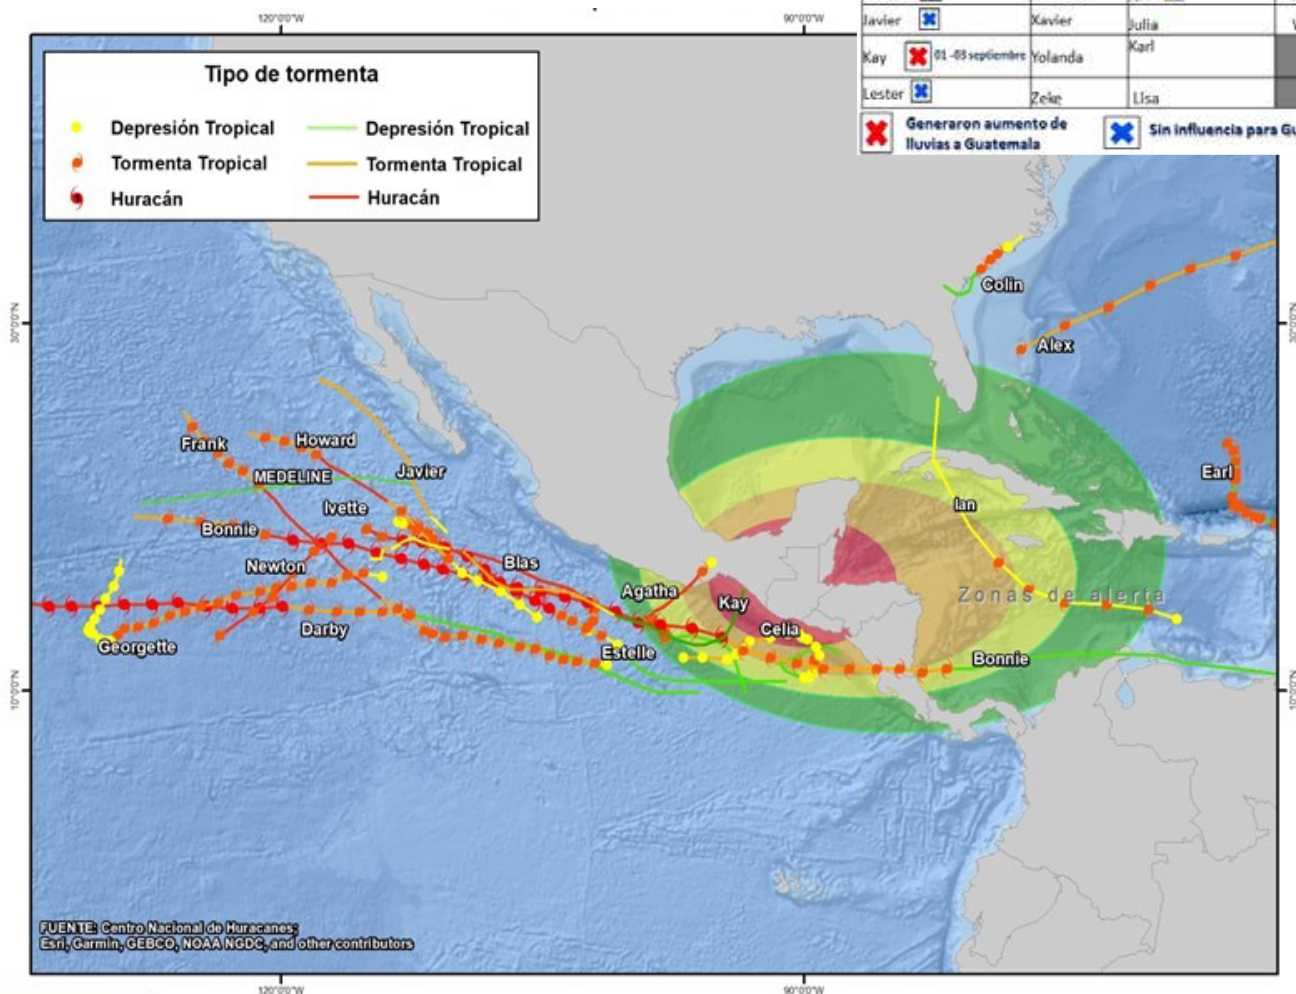 120°0'0"W
90°0'0"W
Javier
Xavier
Julia
Kay
01 -03 septiembre
Yolanda
Karl
Lester
Zeke
Lisa
Generaron aumento de
lluvias a Guatemala
Sin influencia para Gu
Tipo de tormenta
Depresión Tropical
Depresión Tropical
Tormenta Tropical
Tormenta Tropical
Huracán
Huracán
Colin
30°0'0"N
30°0'0"N
Alex
Frank
Howard
MEDELINE
Javier
Earl
Ivette
Ian
Bonnie
Newton
Blas
Agatha
Zonas de alerta
Kay
Darby
Celia
Georgette
Estelle
Bonnie
10°0'0"N
10°0'0"N
FUENTE: Centro Nacional de Huracanes;
Esri, Garmin, GEBCO, NOAA NGDC, and other contributors
120°0'0"W
90°0'0"W